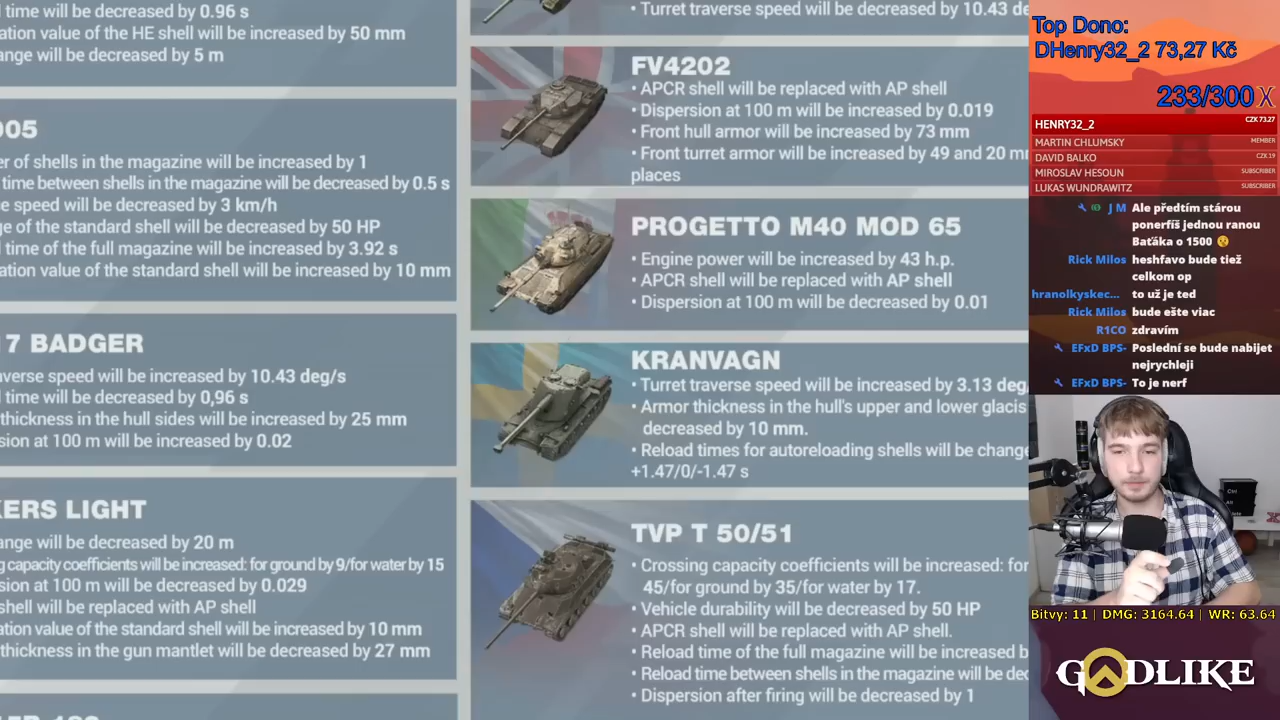 l time will be decreased by 0.96 s
ation value of the HE shell will be increased by 50 mm
ange will be decreased by 5 m
005
er of shells in the magazine will be increased by 1
time between shells in the magazine will be decreased by 0.5 s
e speed will be decreased by 3 km/h
ge of the standard shell will be decreased by 50 HP
d time of the full magazine will be increased by 3.92 s
ation value of the standard shell will be increased by 10 mm
7 BADGER
averse speed will be increased by 10.43 deg/s
l time will be decreased by 0,96 s
thickness in the hull sides will be increased by 25 mm
sion at 100 m will be decreased by 0.02
KERS LIGHT
ange will be decreased by 20 m
g capacity coefficients will be increased: for ground by 9/for water by 15
sion at 100 m will be decreased by 0.029
shell will be replaced with AP shell
ation value of the standard shell will be increased by 10 mm
thickness in the gun mantlet will be decreased by 27 mm
• Turret traverse speed will be decreased by 10.43 de
FV4202
• APCR shell will be replaced with AP shell
• Dispersion at 100 m will be increased by 0.019
• Front hull armor will be increased by 73 mm
• Front turret armor will be increased by 49 and 20 mm
places
PROGETTO M40 MOD 65
• Engine power will be increased by 43 h.p.
• APCR shell will be replaced with AP shell
• Dispersion at 100 m will be decreased by 0.01
KRANVAGN
• Turret traverse speed will be increased by 3.13 deg/
• Armor thickness in the hull's upper and lower glacis
decreased by 10 mm.
• Reload times for autoreloading shells will be change
+1.47/0/-1.47 s
TVP T 50/51
• Crossing capacity coefficients will be increased: for
45/for ground by 35/for water by 17.
• Vehicle durability will be decreased by 50 HP
• APCR shell will be replaced with AP shell.
• Reload time of the full magazine will be increased b
• Reload time between shells in the magazine will be dec
• Dispersion after firing will be decreased by 1
Top Dono:
DHenry32_2 73,27 Kč
233/300 X
HENRY32_2 CZK 73.27
MARTIN CHLUMSKY MEMBER
DAVID BALKO CZK 19
MIROSLAV HESOUN SUBSCRIBER
LUKAS WUNDRAWITZ SUBSCRIBER
J M Ale předtím stárou
ponerfíš jednou ranou
Baťáka o 1500
Rick Milos heshfavo bude tiež
celkom op
hranolkyskec... to už je ted
Rick Milos bude ešte viac
R1CO zdravím
EFxD BPS- Poslední se bude nabijet
nejrychleji
EFxD BPS- To je nerf
Ctrl
Alt
Bitvy: 11 | DMG: 3164.64 | WR: 63.64
GODLIKE